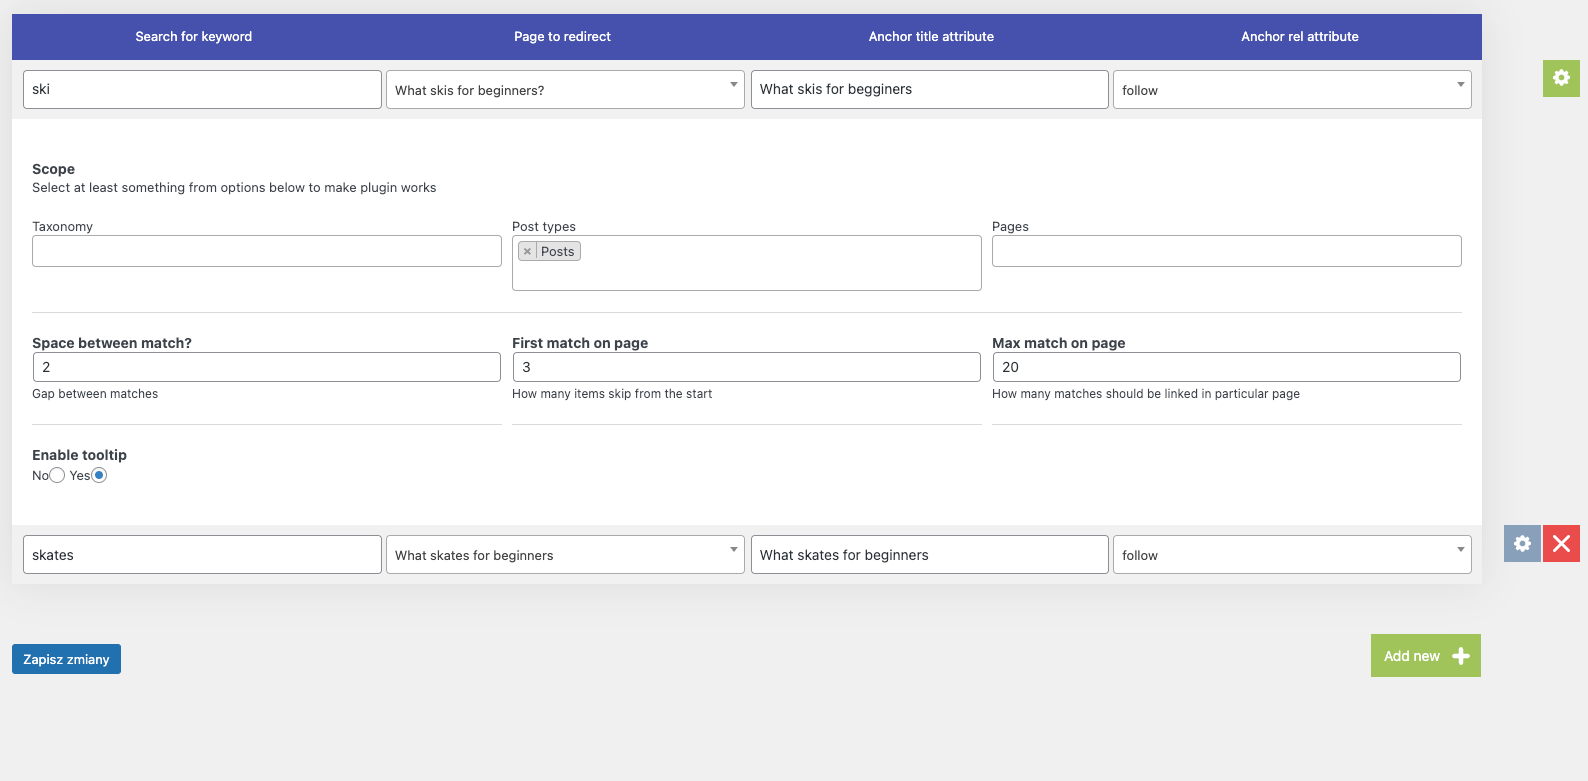 Search for keyword Page to redirect Anchor title attribute Anchor rel attribute
ski What skis for beginners? What skis for begginers follow
Scope
Select at least something from options below to make plugin works
Taxonomy Post types Pages
× Posts
Space between match? First match on page Max match on page
2 3 20
Gap between matches How many items skip from the start How many matches should be linked in particular page
Enable tooltip
No Yes
skates What skates for beginners What skates for beginners follow
Zapisz zmiany Add new